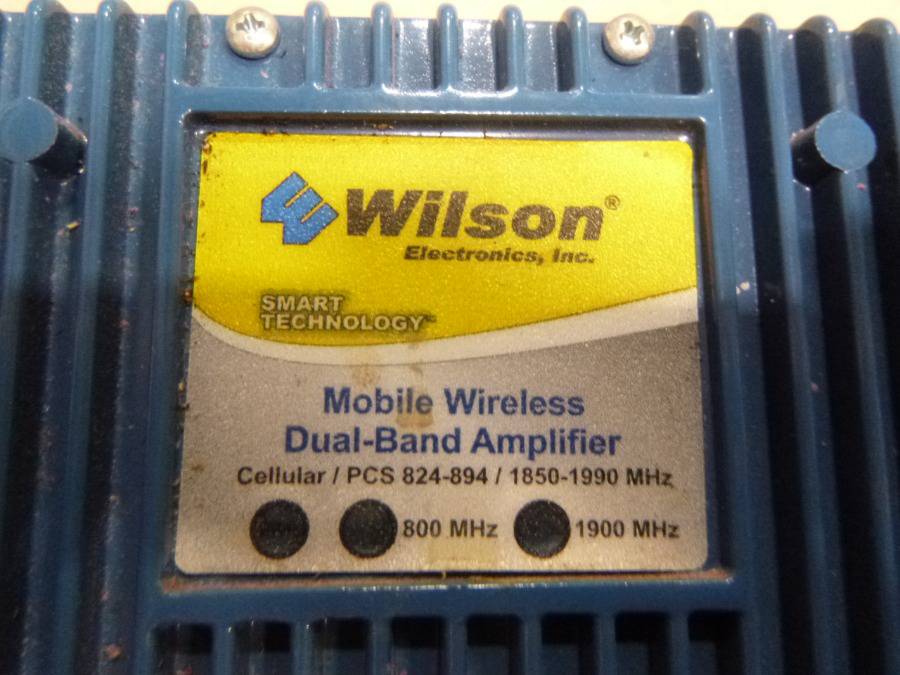 Wilson®
Electronics, Inc.
SMART
TECHNOLOGY™
Mobile Wireless
Dual-Band Amplifier
Cellular / PCS 824-894 / 1850-1990 MHz
800 MHz 1900 MHz